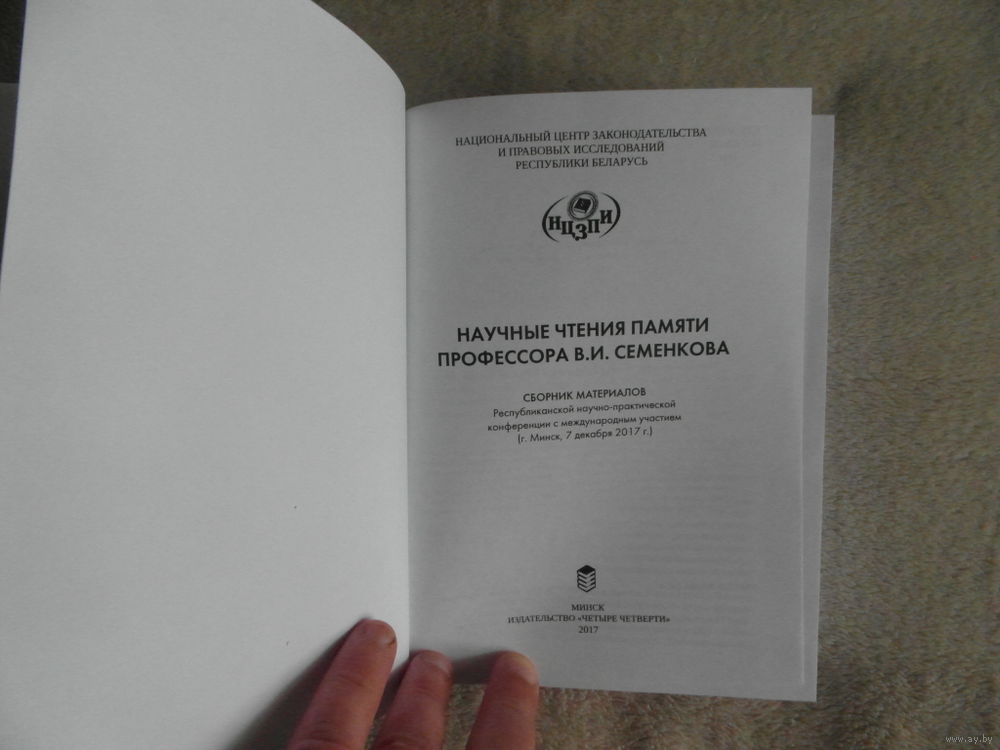 НАЦИОНАЛЬНЫЙ ЦЕНТР ЗАКОНОДАТЕЛЬСТВА
И ПРАВОВЫХ ИССЛЕДОВАНИЙ
РЕСПУБЛИКИ БЕЛАРУСЬ
НЦЗПИ
НАУЧНЫЕ ЧТЕНИЯ ПАМЯТИ
ПРОФЕССОРА В.И. СЕМЕНКОВА
СБОРНИК МАТЕРИАЛОВ
Республиканской научно-практической
конференции с международным участием
(г. Минск, 7 декабря 2017 г.)
МИНСК
ИЗДАТЕЛЬСТВО «ЧЕТЫРЕ ЧЕТВЕРТИ»
2017
www.ay.by